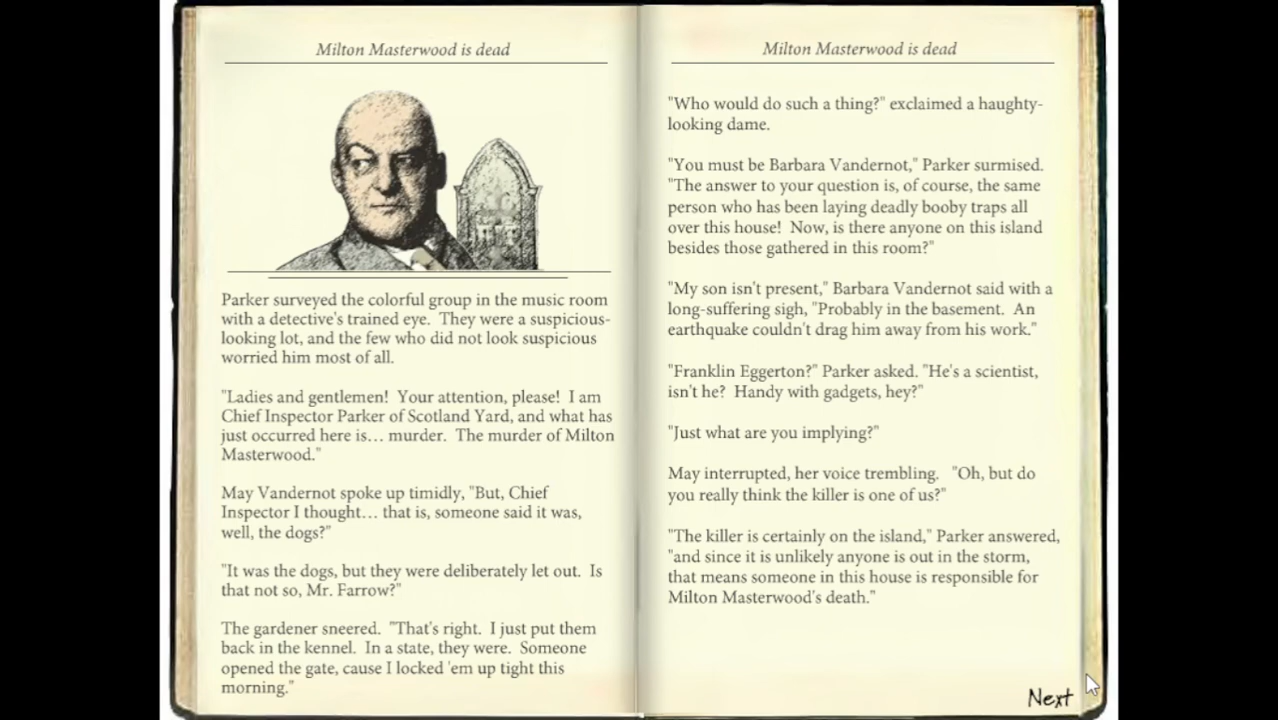 Milton Masterwood is dead
Parker surveyed the colorful group in the music room
with a detective's trained eye.  They were a suspicious-
looking lot, and the few who did not look suspicious
worried him most of all.
"Ladies and gentlemen!  Your attention, please!  I am
Chief Inspector Parker of Scotland Yard, and what has
just occurred here is... murder.  The murder of Milton
Masterwood."
May Vandernot spoke up timidly, "But, Chief
Inspector I thought... that is, someone said it was,
well, the dogs?"
"It was the dogs, but they were deliberately let out.  Is
that not so, Mr. Farrow?"
The gardener sneered.  "That's right.  I just put them
back in the kennel.  In a state, they were.  Someone
opened the gate, cause I locked 'em up tight this
morning."
Milton Masterwood is dead
"Who would do such a thing?" exclaimed a haughty-
looking dame.
"You must be Barbara Vandernot," Parker surmised.
"The answer to your question is, of course, the same
person who has been laying deadly booby traps all
over this house!  Now, is there anyone on this island
besides those gathered in this room?"
"My son isn't present," Barbara Vandernot said with a
long-suffering sigh, "Probably in the basement.  An
earthquake couldn't drag him away from his work."
"Franklin Eggerton?" Parker asked. "He's a scientist,
isn't he?  Handy with gadgets, hey?"
"Just what are you implying?"
May interrupted, her voice trembling.   "Oh, but do
you really think the killer is one of us?"
"The killer is certainly on the island," Parker answered,
"and since it is unlikely anyone is out in the storm,
that means someone in this house is responsible for
Milton Masterwood's death."
Next